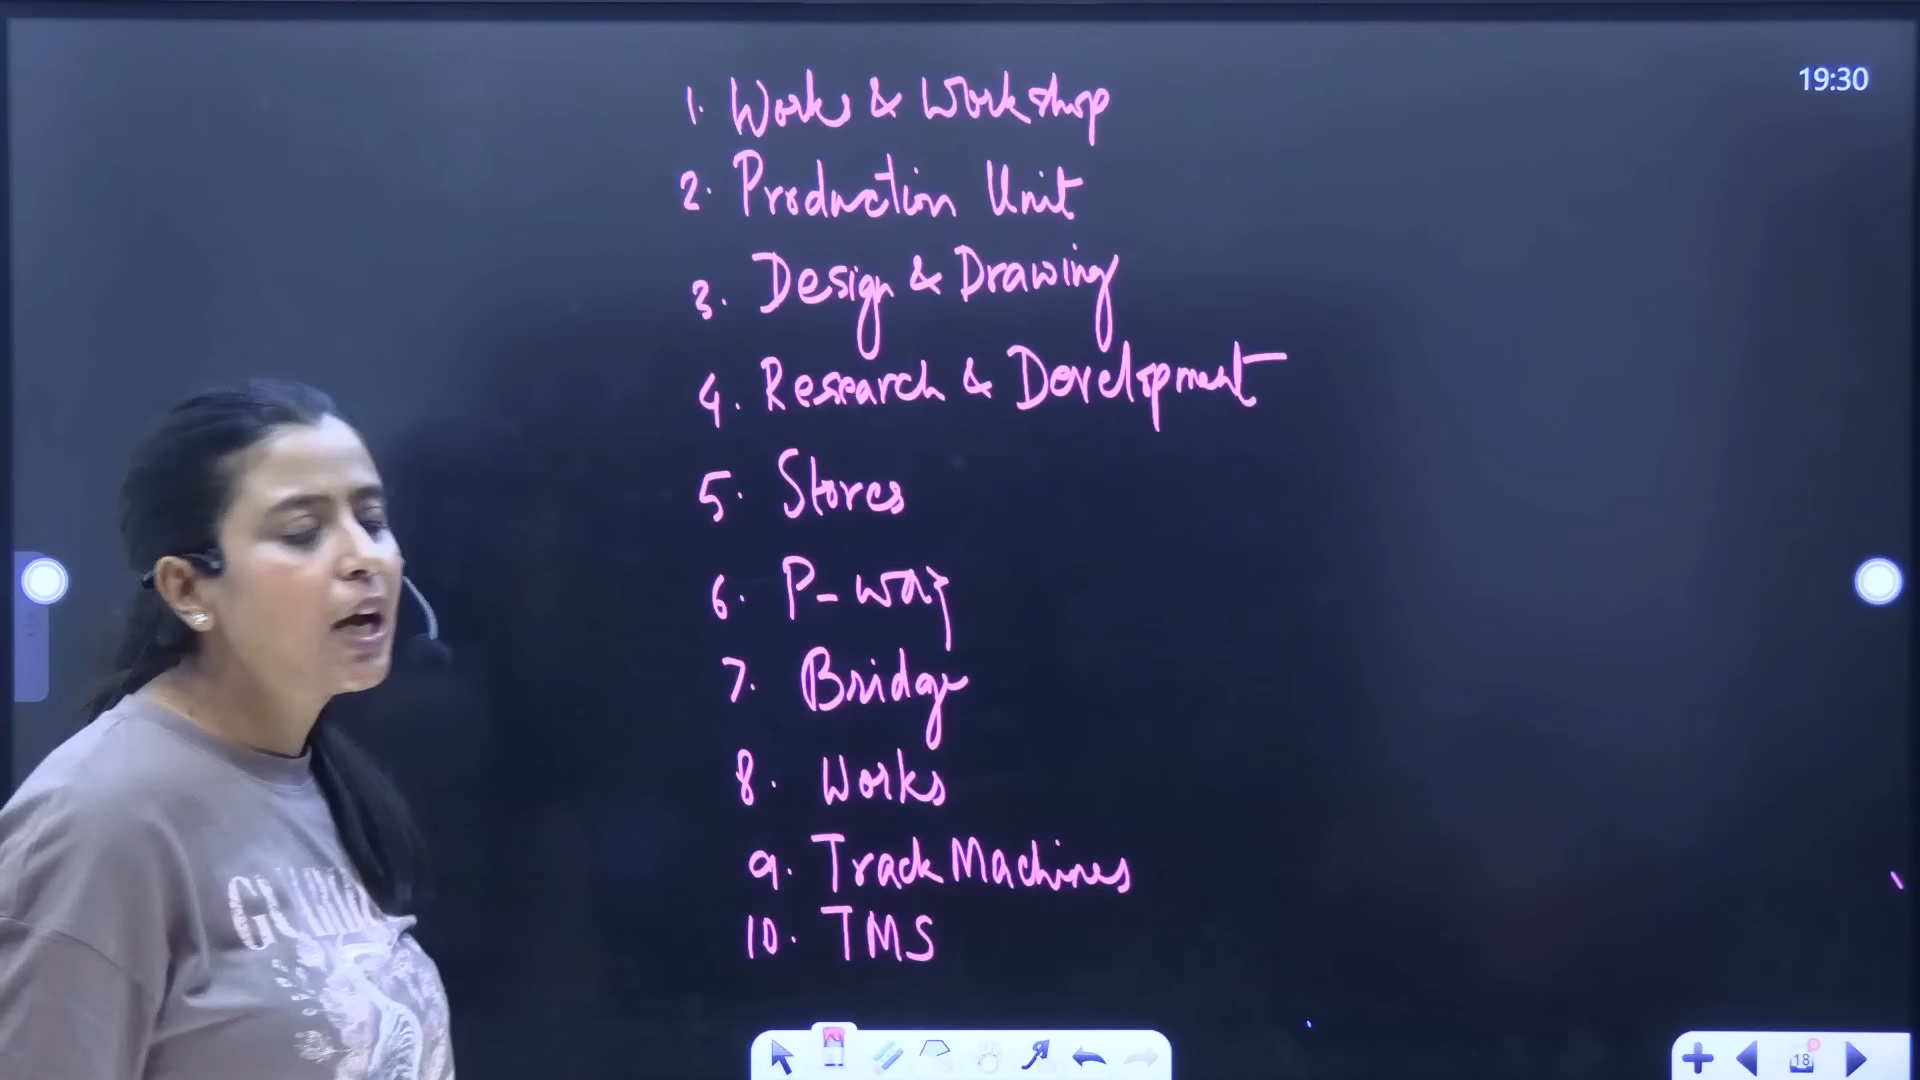 19:30
1. Works & Workshop
2. Production Unit
3. Design & Drawing
4. Research & Development
5. Stores
6. P-way
7. Bridge
8. Works
9. Track Machines
10. TMS
18